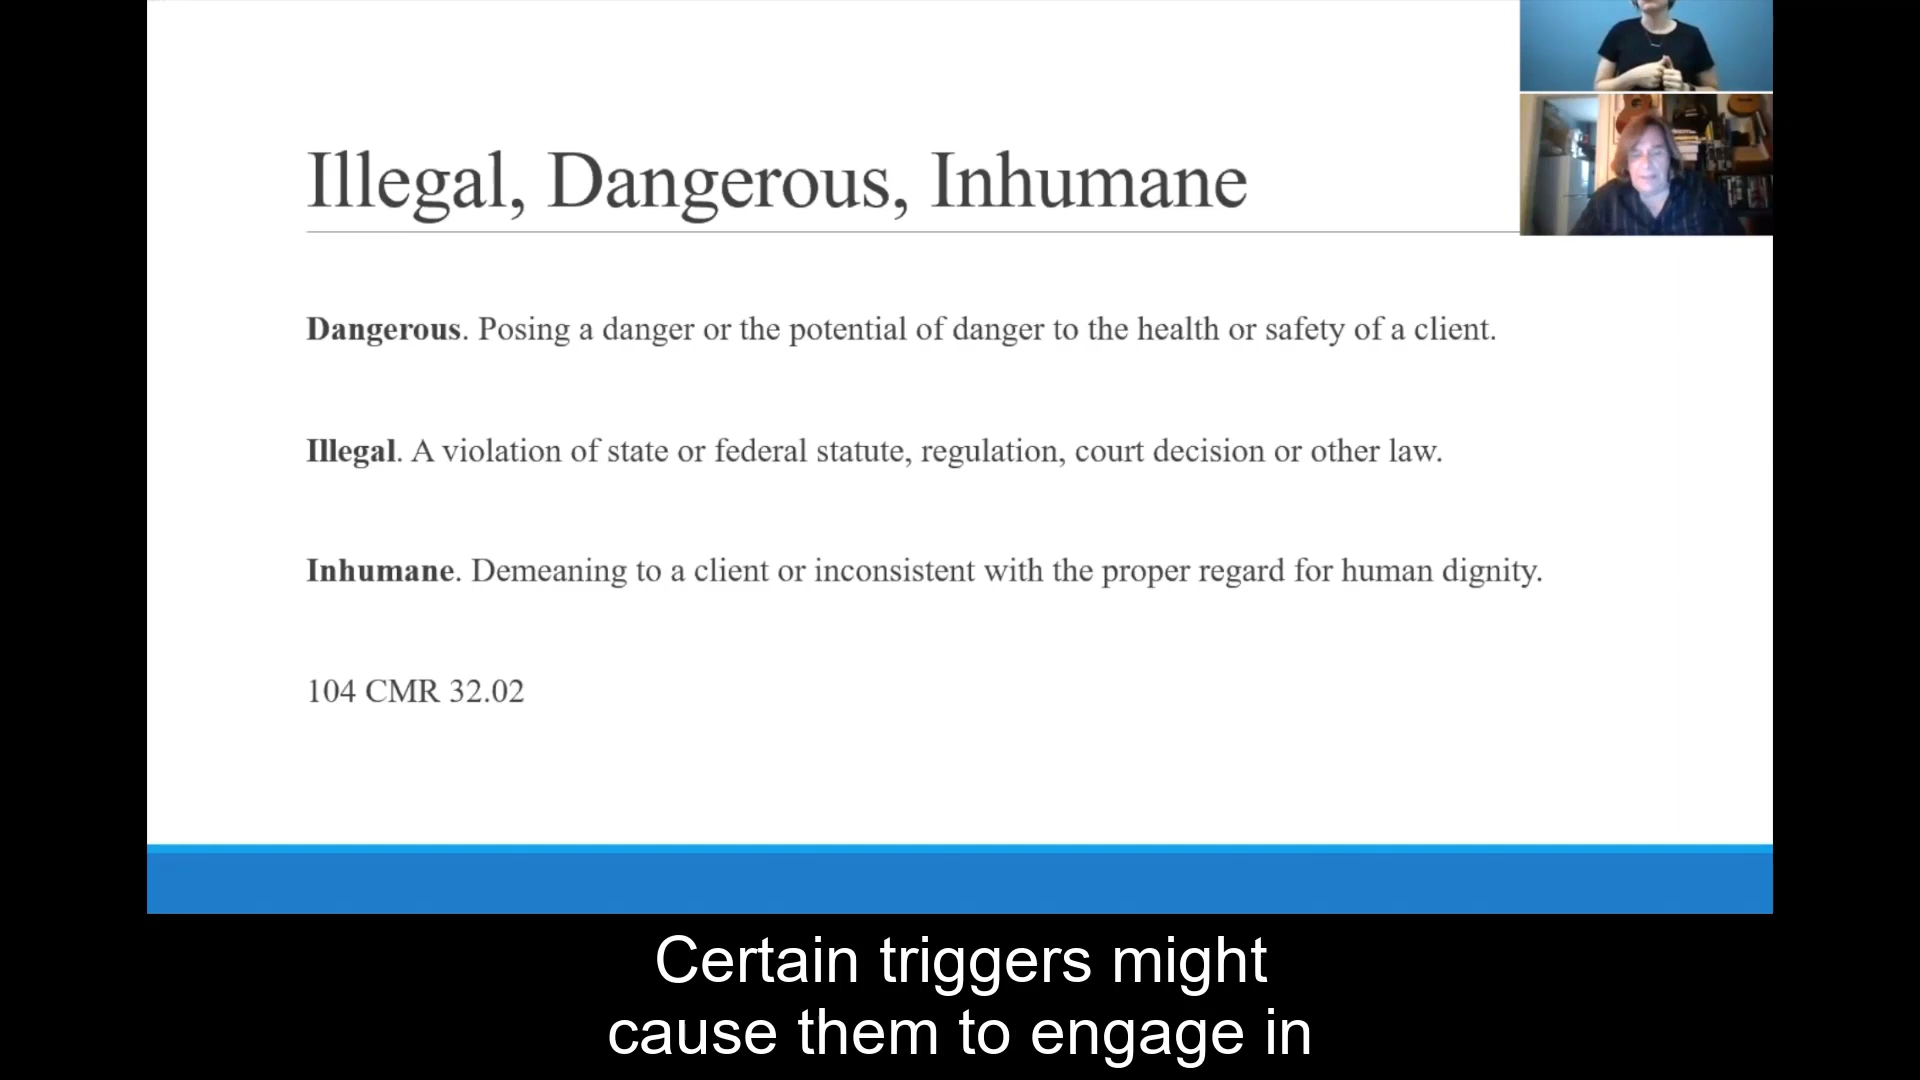 Illegal, Dangerous, Inhumane
Dangerous. Posing a danger or the potential of danger to the health or safety of a client.
Illegal. A violation of state or federal statute, regulation, court decision or other law.
Inhumane. Demeaning to a client or inconsistent with the proper regard for human dignity.
104 CMR 32.02
Certain triggers might
cause them to engage in